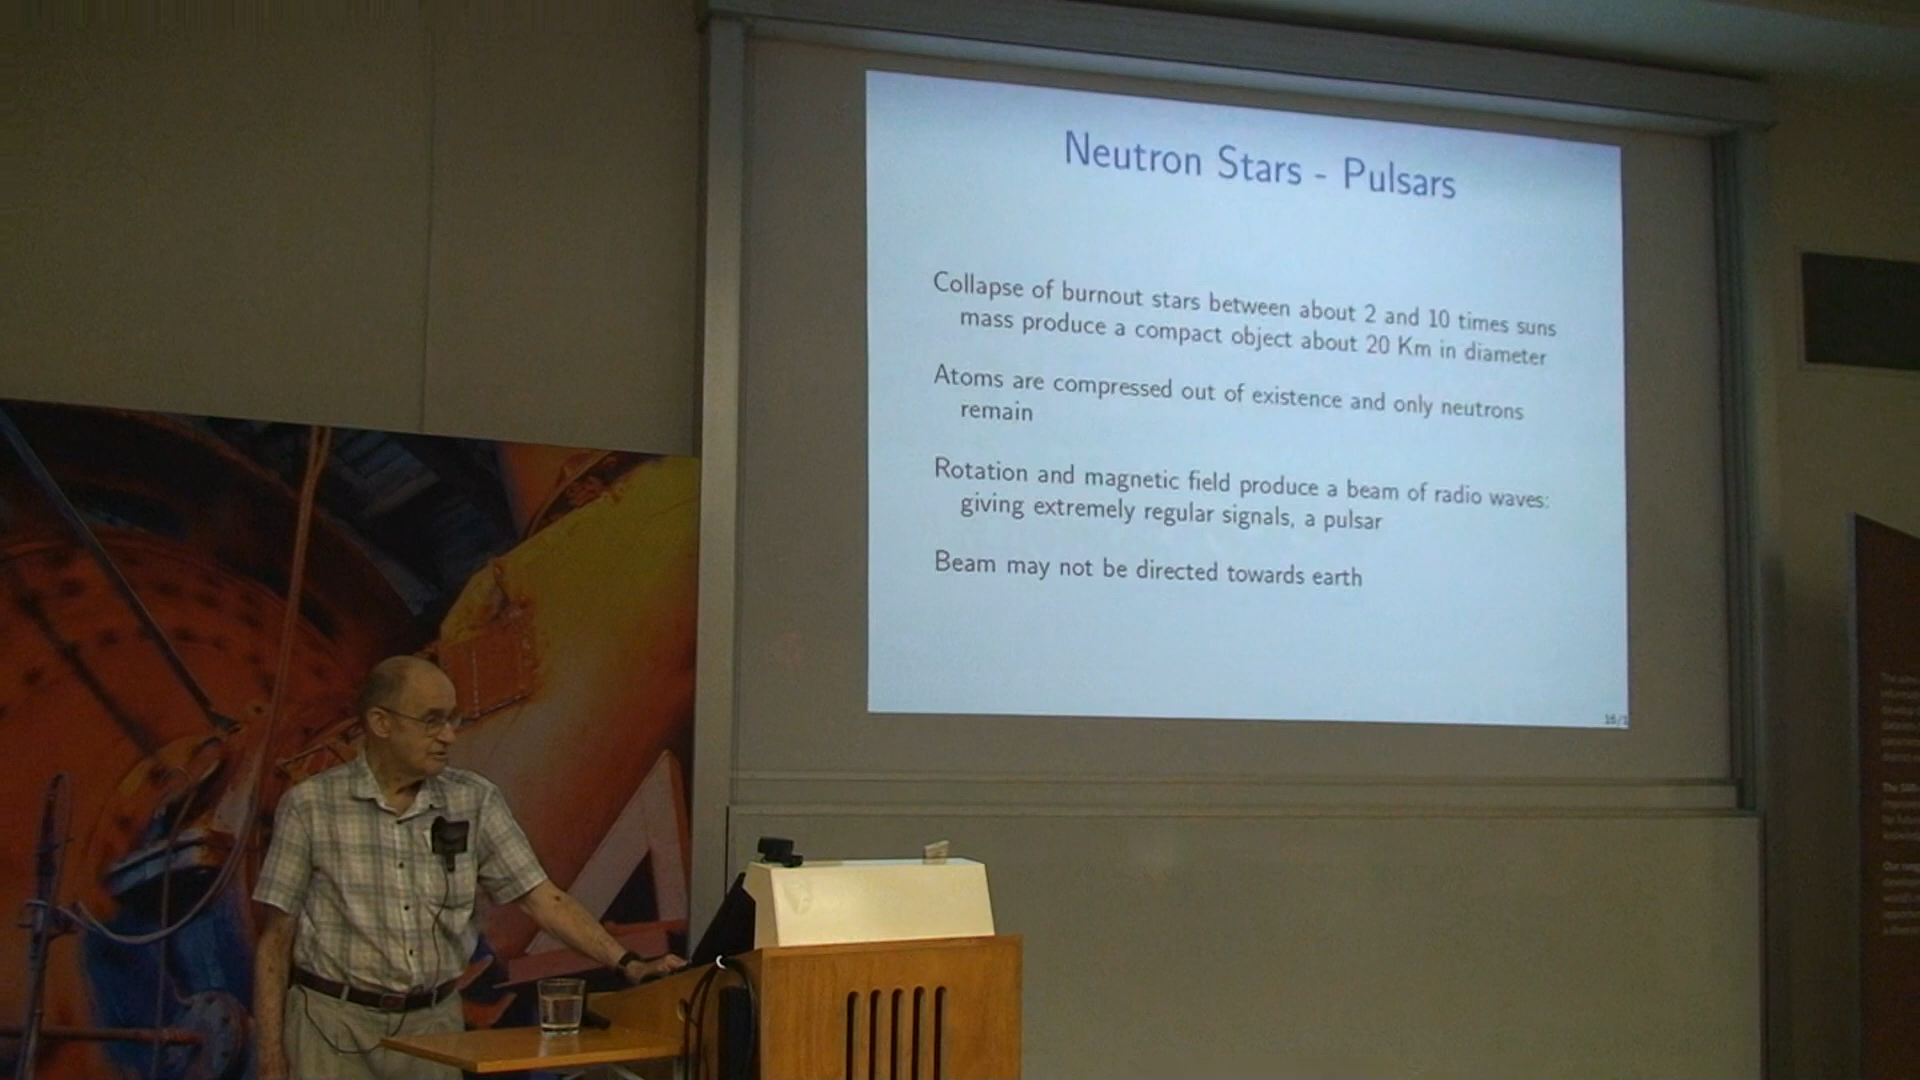 Neutron Stars - Pulsars
Collapse of burnout stars between about 2 and 10 times suns
mass produce a compact object about 20 Km in diameter
Atoms are compressed out of existence and only neutrons
remain
Rotation and magnetic field produce a beam of radio waves:
giving extremely regular signals, a pulsar
Beam may not be directed towards earth